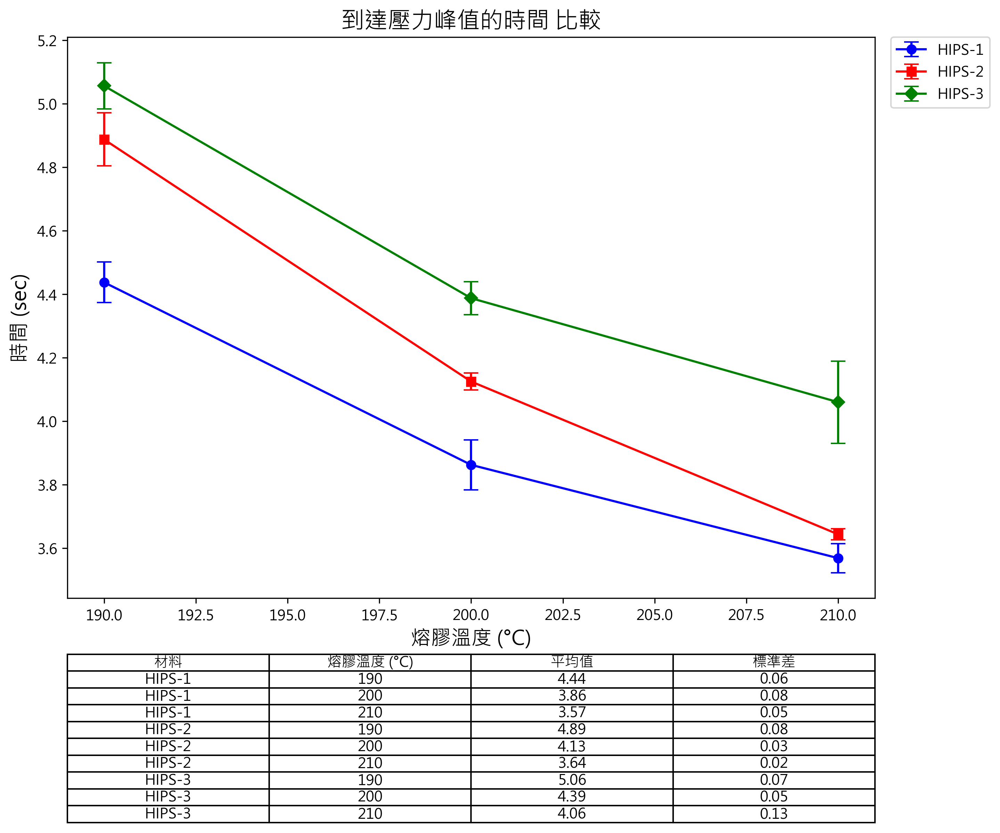 到達壓力峰值的時間 比較
5.2
5.0
4.8
4.6
4.4
4.2
4.0
3.8
3.6
時間 (sec)
HIPS-1
HIPS-2
HIPS-3
190.0 192.5 195.0 197.5 200.0 202.5 205.0 207.5 210.0
熔膠溫度 (°C)
材料 熔膠溫度 (°C) 平均值 標準差
HIPS-1 190 4.44 0.06
HIPS-1 200 3.86 0.08
HIPS-1 210 3.57 0.05
HIPS-2 190 4.89 0.08
HIPS-2 200 4.13 0.03
HIPS-2 210 3.64 0.02
HIPS-3 190 5.06 0.07
HIPS-3 200 4.39 0.05
HIPS-3 210 4.06 0.13